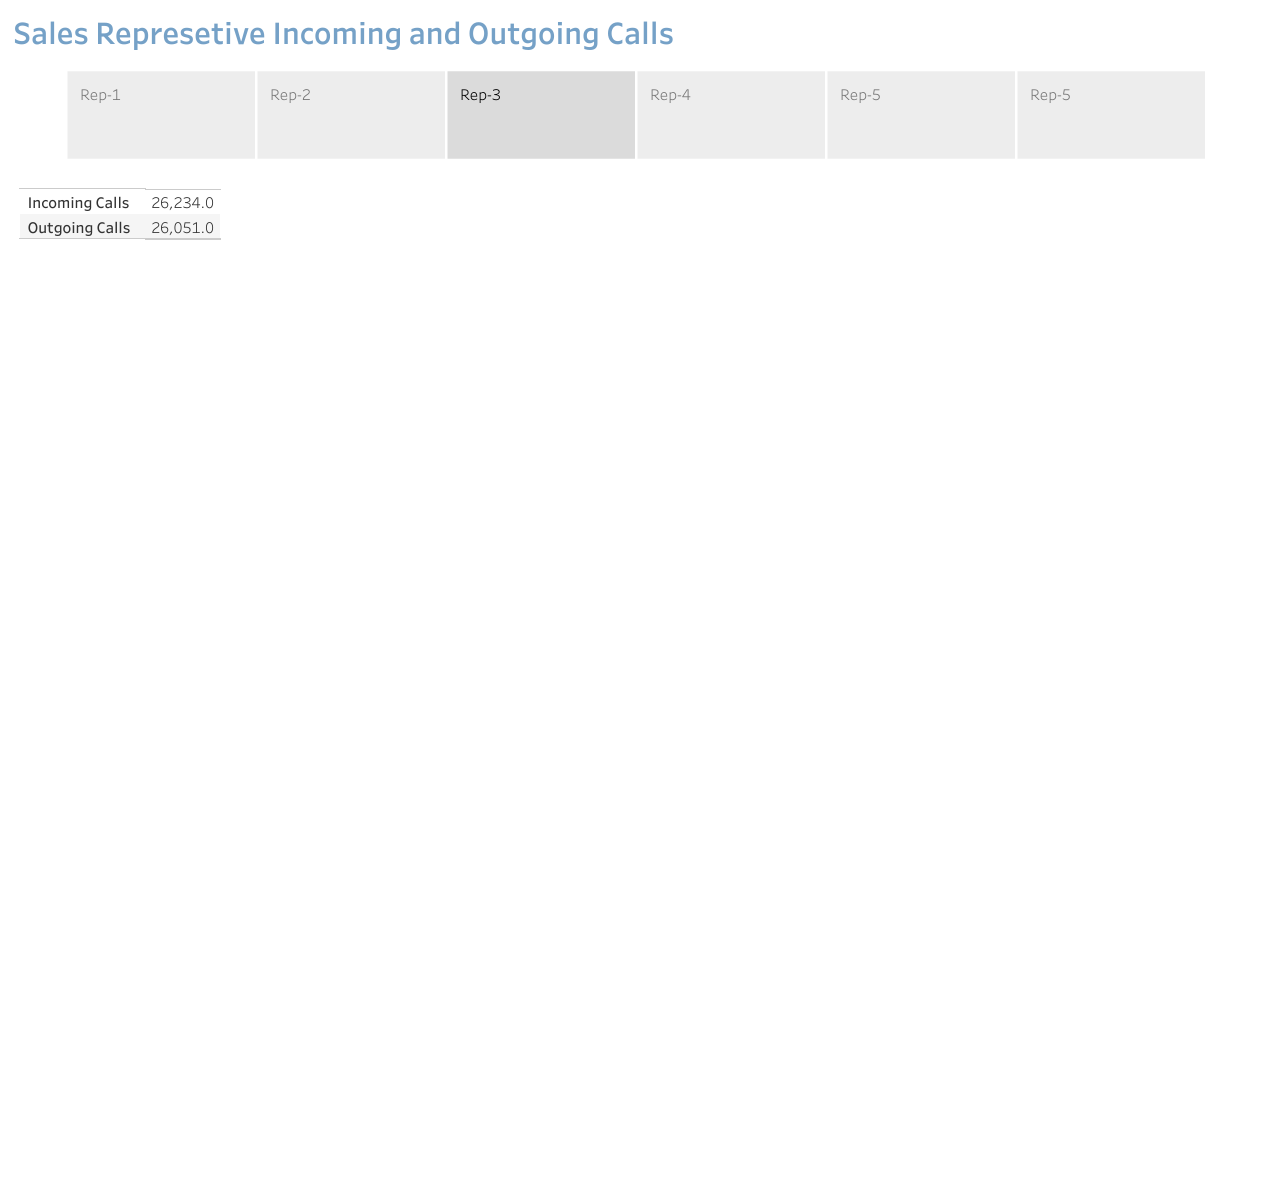 Sales Represetive Incoming and Outgoing Calls
Rep-1 Rep-2 Rep-3 Rep-4 Rep-5 Rep-5
Incoming Calls 26,234.0
Outgoing Calls 26,051.0